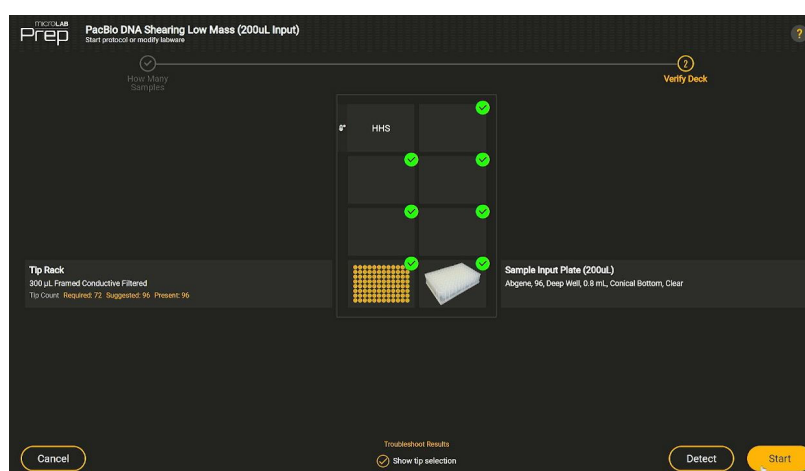 microLAB
Prep
PacBio DNA Shearing Low Mass (200uL Input)
Start protocol or modify labware
?
How Many
Samples
2
Verify Deck
8°
HHS
Tip Rack
300 µL Framed Conductive Filtered
Tip Count Required: 72 Suggested: 96 Present: 96
Sample Input Plate (200uL)
Abgene, 96, Deep Well, 0.8 mL, Conical Bottom, Clear
Troubleshoot Results
Show tip selection
Cancel
Detect
Start